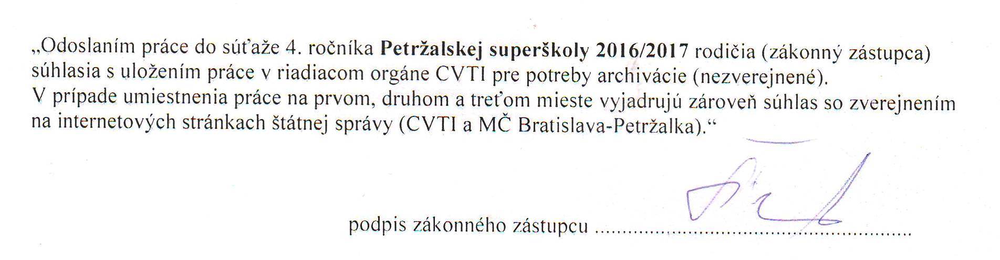 „Odoslaním práce do súťaže 4. ročníka Petržalskej superškoly 2016/2017 rodičia (zákonný zástupca)
súhlasia s uložením práce v riadiacom orgáne CVTI pre potreby archivácie (nezverejnené).
V prípade umiestnenia práce na prvom, druhom a treťom mieste vyjadrujú zároveň súhlas so zverejnením
na internetových stránkach štátnej správy (CVTI a MČ Bratislava-Petržalka).“
podpis zákonného zástupcu ..........................................................